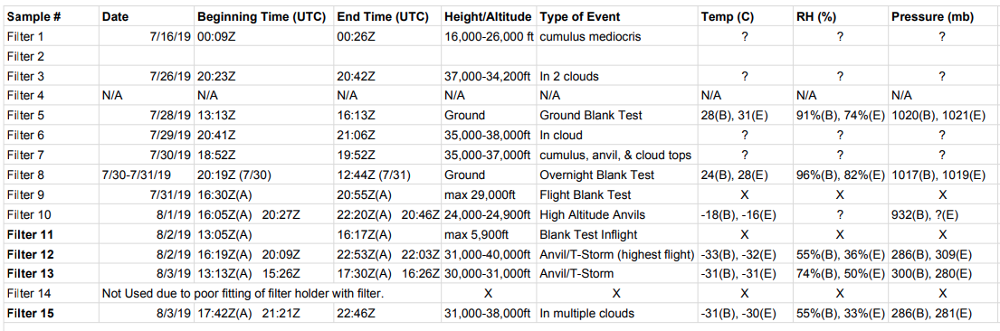 Sample # Date Beginning Time (UTC) End Time (UTC) Height/Altitude Type of Event Temp (C) RH (%) Pressure (mb)
Filter 1 7/16/19 00:09Z 00:26Z 16,000-26,000 ft cumulus mediocris ? ? ?
Filter 2
Filter 3 7/26/19 20:23Z 20:42Z 37,000-34,200ft In 2 clouds ? ? ?
Filter 4 N/A N/A N/A N/A N/A N/A N/A N/A
Filter 5 7/28/19 13:13Z 16:13Z Ground Ground Blank Test 28(B), 31(E) 91%(B), 74%(E) 1020(B), 1021(E)
Filter 6 7/29/19 20:41Z 21:06Z 35,000-38,000ft In cloud ? ? ?
Filter 7 7/30/19 18:52Z 19:52Z 35,000-37,000ft cumulus, anvil, & cloud tops ? ? ?
Filter 8 7/30-7/31/19 20:19Z (7/30) 12:44Z (7/31) Ground Overnight Blank Test 24(B), 28(E) 96%(B), 82%(E) 1017(B), 1019(E)
Filter 9 7/31/19 16:30Z(A) 20:55Z(A) max 29,000ft Flight Blank Test X X X
Filter 10 8/1/19 16:05Z(A) 20:27Z 22:20Z(A) 20:46Z 24,000-24,900ft High Altitude Anvils -18(B), -16(E) ? 932(B), ?(E)
Filter 11 8/2/19 13:05Z(A) 16:17Z(A) max 5,900ft Blank Test Inflight X X X
Filter 12 8/2/19 16:19Z(A) 20:09Z 22:53Z(A) 22:03Z 31,000-40,000ft Anvil/T-Storm (highest flight) -33(B), -32(E) 55%(B), 36%(E) 286(B), 309(E)
Filter 13 8/3/19 13:13Z(A) 15:26Z 17:30Z(A) 16:26Z 30,000-31,000ft Anvil/T-Storm -31(B), -31(E) 74%(B), 50%(E) 300(B), 280(E)
Filter 14 Not Used due to poor fitting of filter holder with filter. X X X X X
Filter 15 8/3/19 17:42Z(A) 21:21Z 22:46Z 31,000-38,000ft In multiple clouds -31(B), -30(E) 55%(B), 33%(E) 286(B), 281(E)